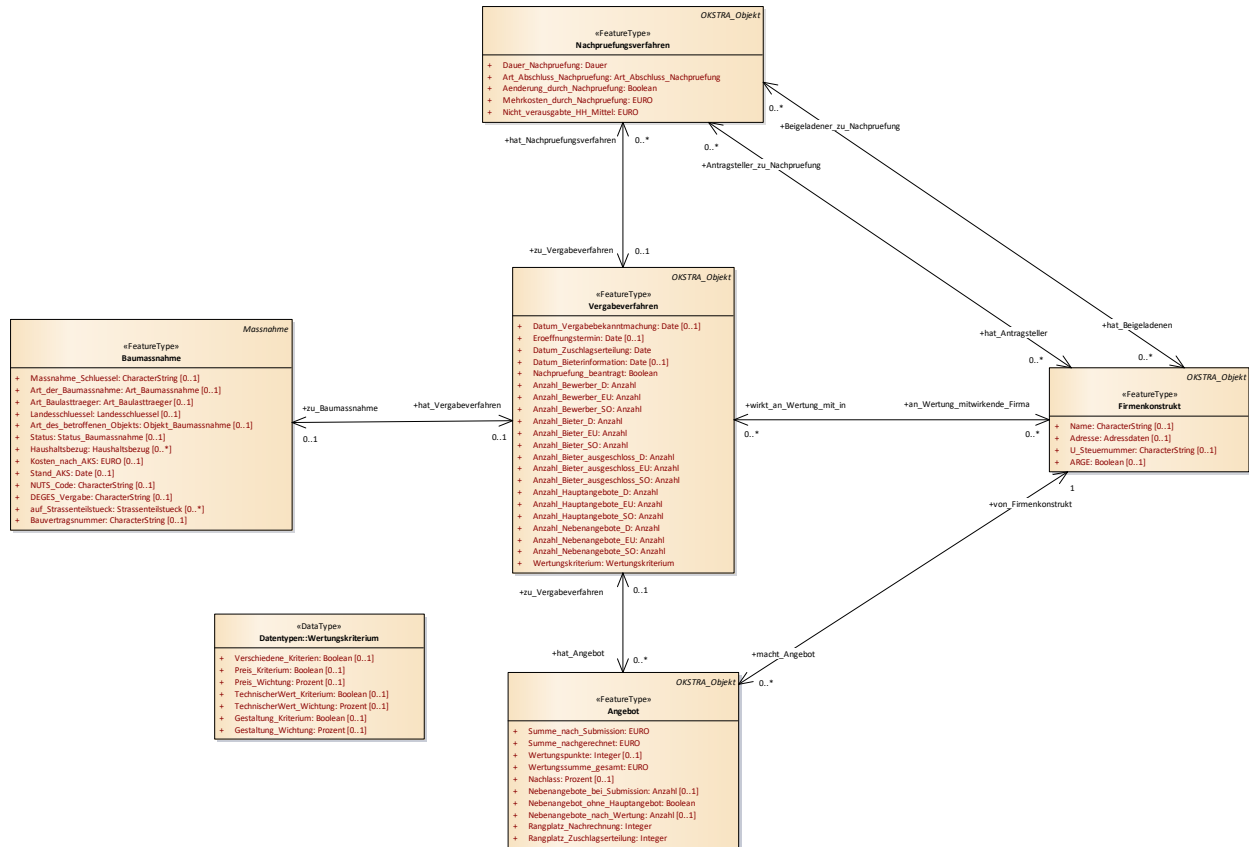 OKSTRA_Objekt
«FeatureType»
Nachpruefungsverfahren
+ Dauer_Nachpruefung: Dauer
+ Art_Abschluss_Nachpruefung: Art_Abschluss_Nachpruefung
+ Aenderung_durch_Nachpruefung: Boolean
+ Mehrkosten_durch_Nachpruefung: EURO
+ Nicht_verausgabte_HH_Mittel: EURO
0..*
+Beigeladener_zu_Nachpruefung
+hat_Nachpruefungsverfahren
0..*
0..*
+Antragsteller_zu_Nachpruefung
+zu_Vergabeverfahren
0..1
OKSTRA_Objekt
«FeatureType»
Vergabeverfahren
+ Datum_Vergabebekanntmachung: Date [0..1]
+ Eroeffnungstermin: Date [0..1]
+ Datum_Zuschlagserteilung: Date
+ Datum_Bieterinformation: Date [0..1]
+ Nachpruefung_beantragt: Boolean
+ Anzahl_Bewerber_D: Anzahl
+ Anzahl_Bewerber_EU: Anzahl
+ Anzahl_Bewerber_SO: Anzahl
+ Anzahl_Bieter_D: Anzahl
+ Anzahl_Bieter_EU: Anzahl
+ Anzahl_Bieter_SO: Anzahl
+ Anzahl_Bieter_ausgeschloss_D: Anzahl
+ Anzahl_Bieter_ausgeschloss_EU: Anzahl
+ Anzahl_Bieter_ausgeschloss_SO: Anzahl
+ Anzahl_Hauptangebote_D: Anzahl
+ Anzahl_Hauptangebote_EU: Anzahl
+ Anzahl_Hauptangebote_SO: Anzahl
+ Anzahl_Nebenangebote_D: Anzahl
+ Anzahl_Nebenangebote_EU: Anzahl
+ Anzahl_Nebenangebote_SO: Anzahl
+ Wertungskriterium: Wertungskriterium
Massnahme
«FeatureType»
Baumassnahme
+ Massnahme_Schluessel: CharacterString [0..1]
+ Art_der_Baumassnahme: Art_Baumassnahme [0..1]
+ Art_Baulasttraeger: Art_Baulasttraeger [0..1]
+ Landesschluessel: Landesschluessel [0..1]
+ Art_des_betroffenen_Objekts: Objekt_Baumassnahme [0..1]
+ Status: Status_Baumassnahme [0..1]
+ Haushaltsbezug: Haushaltsbezug [0..*]
+ Kosten_nach_AKS: EURO [0..1]
+ Stand_AKS: Date [0..1]
+ NUTS_Code: CharacterString [0..1]
+ DEGES_Vergabe: CharacterString [0..1]
+ auf_Strassenteilstueck: Strassenteilstueck [0..*]
+ Bauvertragsnummer: CharacterString [0..1]
+zu_Baumassnahme
0..1
+hat_Vergabeverfahren
0..1
+hat_Antragsteller
0..*
+hat_Beigeladenen
0..*
OKSTRA_Objekt
«FeatureType»
Firmenkonstrukt
+ Name: CharacterString [0..1]
+ Adresse: Adressdaten [0..1]
+ U_Steuernummer: CharacterString [0..1]
+ ARGE: Boolean [0..1]
+wirkt_an_Wertung_mit_in
0..*
+an_Wertung_mitwirkende_Firma
0..*
1
+von_Firmenkonstrukt
+zu_Vergabeverfahren
0..1
+hat_Angebot
0..*
+macht_Angebot
0..*
«DataType»
Datentypen::Wertungskriterium
+ Verschiedene_Kriterien: Boolean [0..1]
+ Preis_Kriterium: Boolean [0..1]
+ Preis_Wichtung: Prozent [0..1]
+ TechnischerWert_Kriterium: Boolean [0..1]
+ TechnischerWert_Wichtung: Prozent [0..1]
+ Gestaltung_Kriterium: Boolean [0..1]
+ Gestaltung_Wichtung: Prozent [0..1]
OKSTRA_Objekt
«FeatureType»
Angebot
+ Summe_nach_Submission: EURO
+ Summe_nachgerechnet: EURO
+ Wertungspunkte: Integer [0..1]
+ Wertungssumme_gesamt: EURO
+ Nachlass: Prozent [0..1]
+ Nebenangebote_bei_Submission: Anzahl [0..1]
+ Nebenangebot_ohne_Hauptangebot: Boolean
+ Nebenangebote_nach_Wertung: Anzahl [0..1]
+ Rangplatz_Nachrechnung: Integer
+ Rangplatz_Zuschlagserteilung: Integer